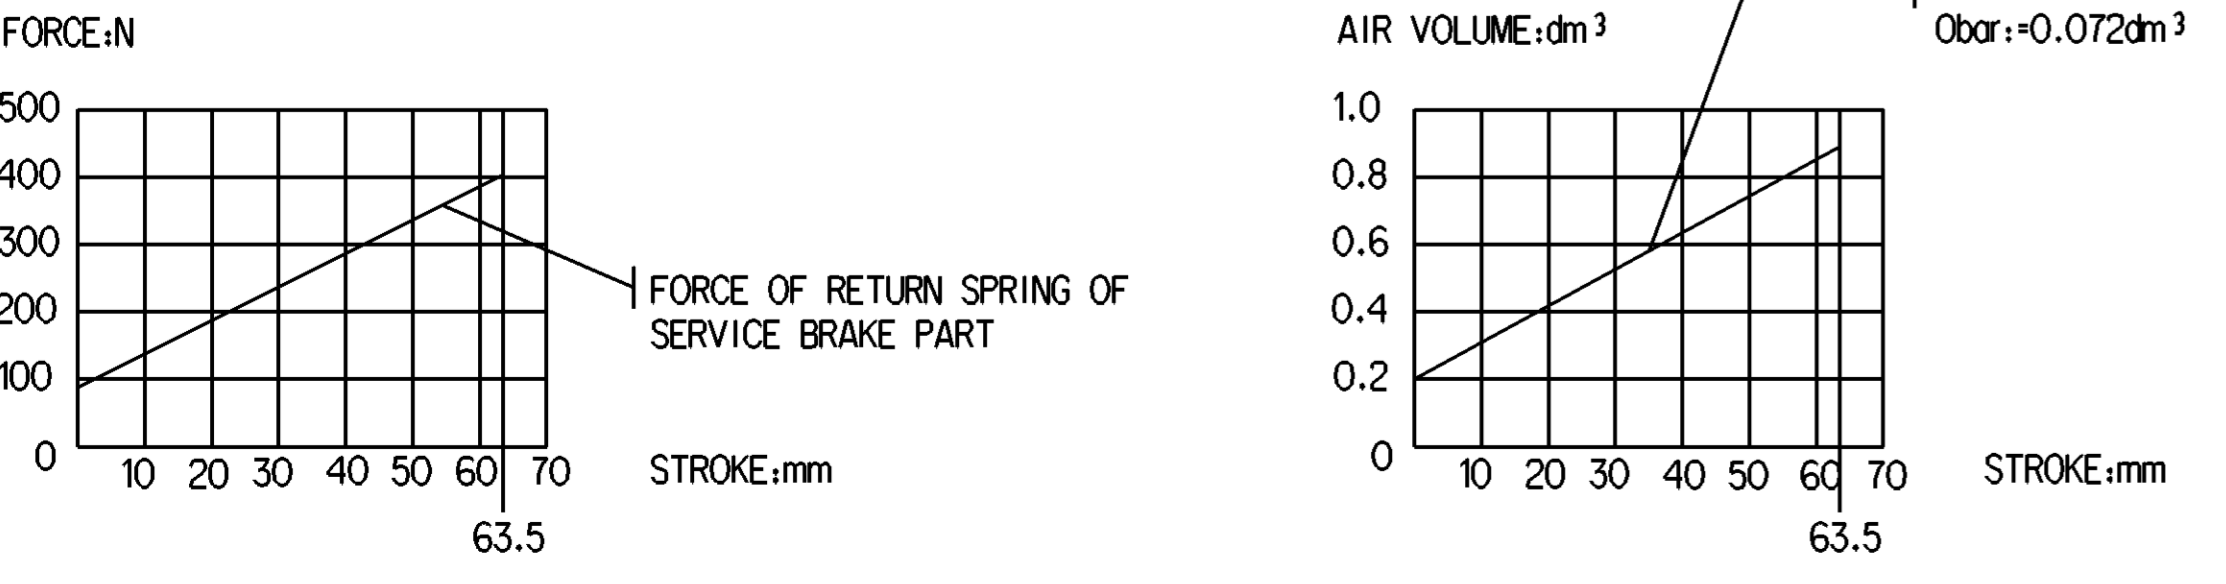 FORCE:N
500
400
300
200
100
0
10 20 30 40 50 60 70
STROKE:mm
63.5
FORCE OF RETURN SPRING OF
SERVICE BRAKE PART
AIR VOLUME:dm³
0bar:=0.072dm³
1.0
0.8
0.6
0.4
0.2
0
10 20 30 40 50 60 70
STROKE:mm
63.5